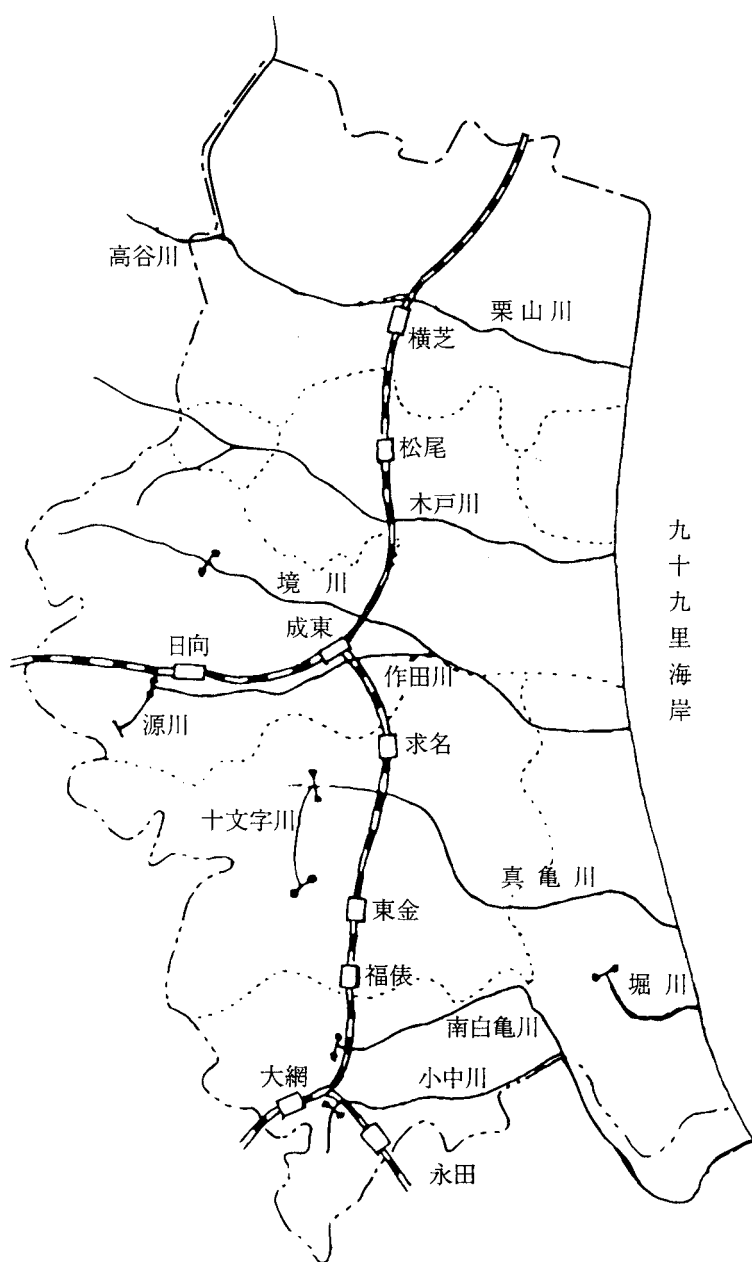 高谷川
栗山川
横芝
松尾
木戸川
境川
成東
日向
作田川
源川
求名
十文字川
真亀川
東金
福俵
堀川
南白亀川
大網
小中川
永田
九十九里海岸